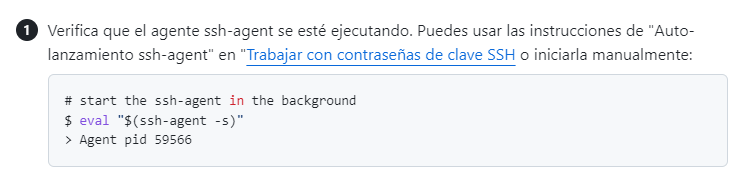 1 Verifica que el agente ssh-agent se esté ejecutando. Puedes usar las instrucciones de "Auto-
lanzamiento ssh-agent" en "Trabajar con contraseñas de clave SSH o iniciarla manualmente:
# start the ssh-agent in the background
$ eval "$(ssh-agent -s)"
> Agent pid 59566